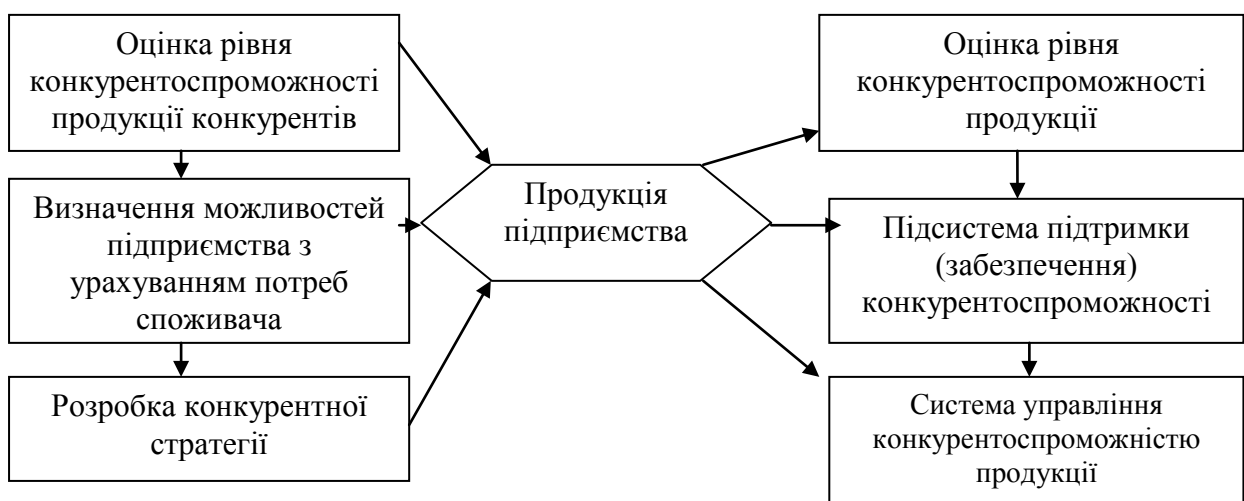 Оцінка рівня
конкурентоспроможності
продукції конкурентів
Визначення можливостей
підприємства з
урахуванням потреб
споживача
Розробка конкурентної
стратегії
Продукція
підприємства
Оцінка рівня
конкурентоспроможності
продукції
Підсистема підтримки
(забезпечення)
конкурентоспроможності
Система управління
конкурентоспроможністю
продукції